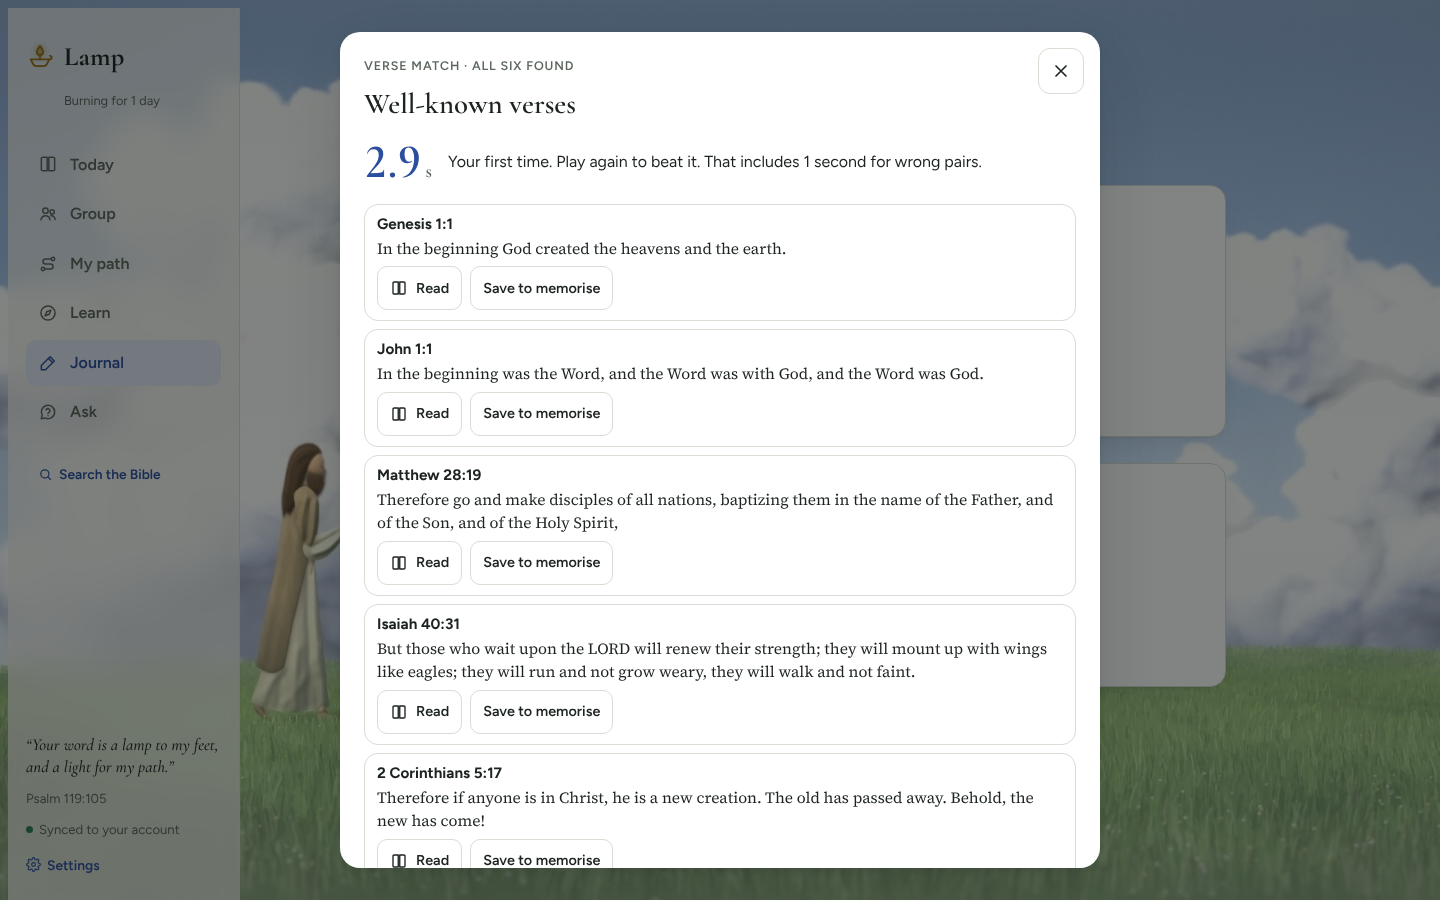 Lamp
Burning for 1 day
Today
Group
My path
Learn
Journal
Ask
Search the Bible
“Your word is a lamp to my feet,
and a light for my path.”
Psalm 119:105
Synced to your account
Settings
VERSE MATCH · ALL SIX FOUND
Well-known verses
2.9 s
Your first time. Play again to beat it. That includes 1 second for wrong pairs.
Genesis 1:1
In the beginning God created the heavens and the earth.
Read
Save to memorise
John 1:1
In the beginning was the Word, and the Word was with God, and the Word was God.
Read
Save to memorise
Matthew 28:19
Therefore go and make disciples of all nations, baptizing them in the name of the Father, and
of the Son, and of the Holy Spirit,
Read
Save to memorise
Isaiah 40:31
But those who wait upon the LORD will renew their strength; they will mount up with wings
like eagles; they will run and not grow weary, they will walk and not faint.
Read
Save to memorise
2 Corinthians 5:17
Therefore if anyone is in Christ, he is a new creation. The old has passed away. Behold, the
new has come!
Read
Save to memorise